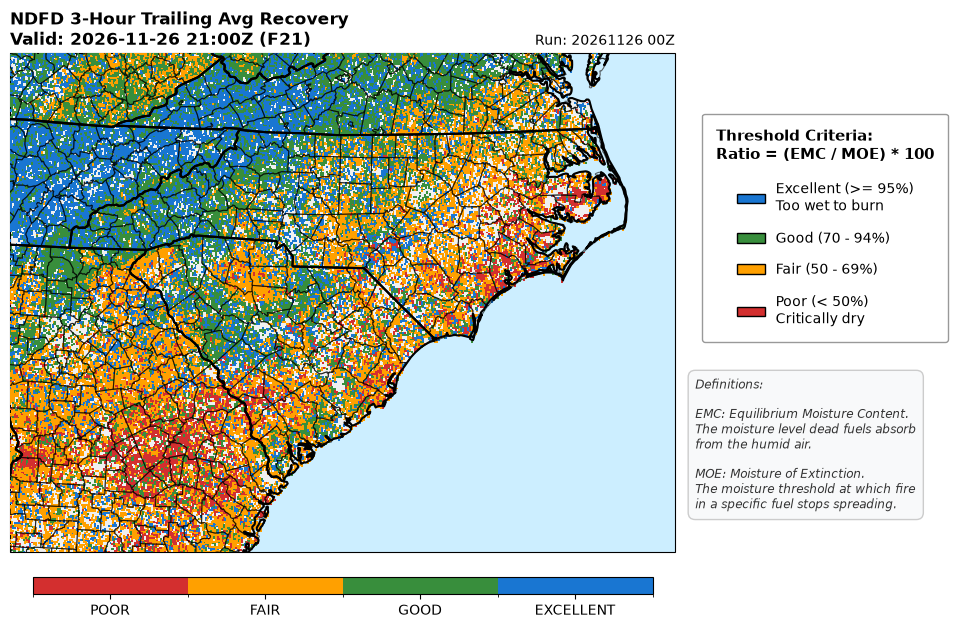 NDFD 3-Hour Trailing Avg Recovery
Valid: 2026-11-26 21:00Z (F21)
Run: 20261126 00Z
Threshold Criteria:
Ratio = (EMC / MOE) * 100
Excellent (>= 95%)
Too wet to burn
Good (70 - 94%)
Fair (50 - 69%)
Poor (< 50%)
Critically dry
Definitions:
EMC: Equilibrium Moisture Content.
The moisture level dead fuels absorb
from the humid air.
MOE: Moisture of Extinction.
The moisture threshold at which fire
in a specific fuel stops spreading.
POOR
FAIR
GOOD
EXCELLENT